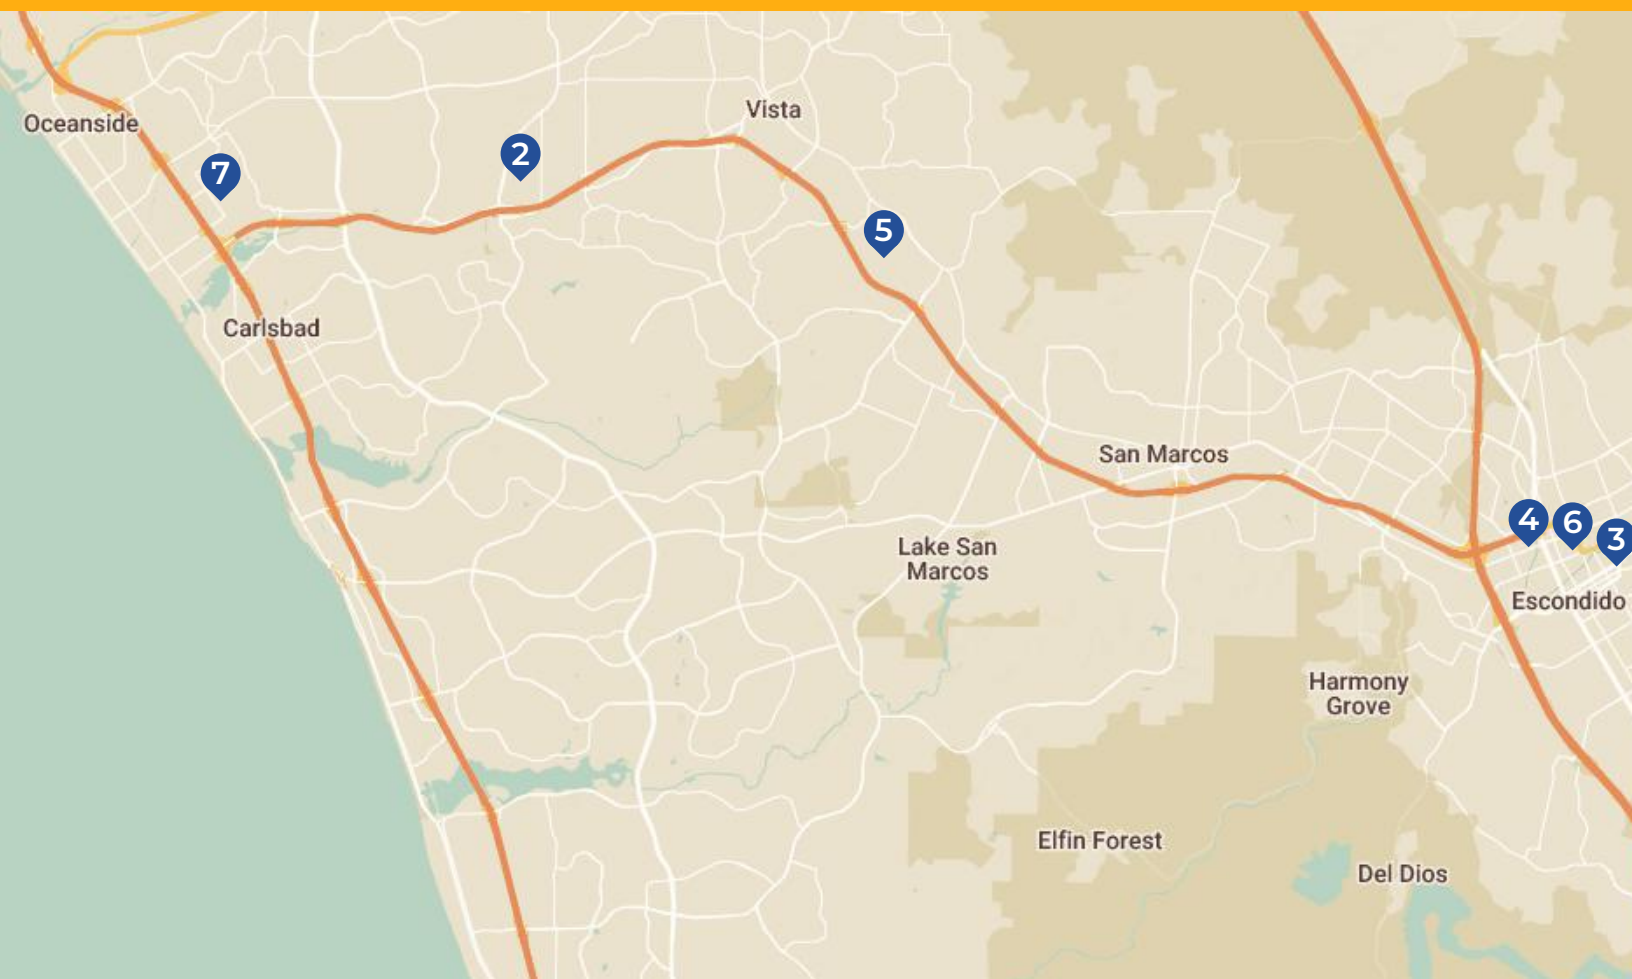 Vista
Oceanside
2
7
5
Carlsbad
San Marcos
4
6
3
Lake San
Marcos
Escondido
Harmony
Grove
Elfin Forest
Del Dios